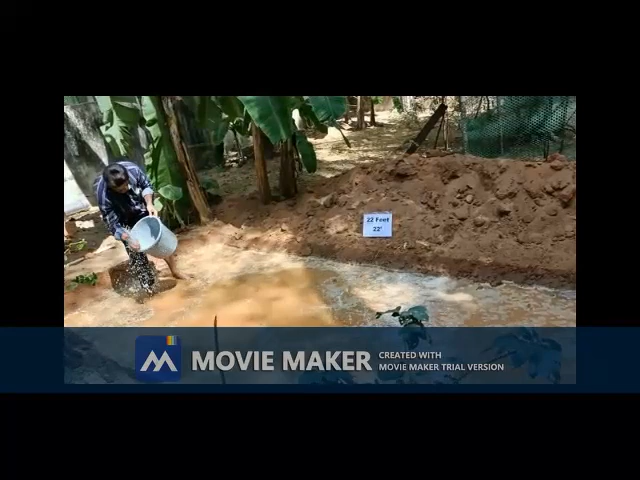 22 Feet
22'
MOVIE MAKER
CREATED WITH
MOVIE MAKER TRIAL VERSION